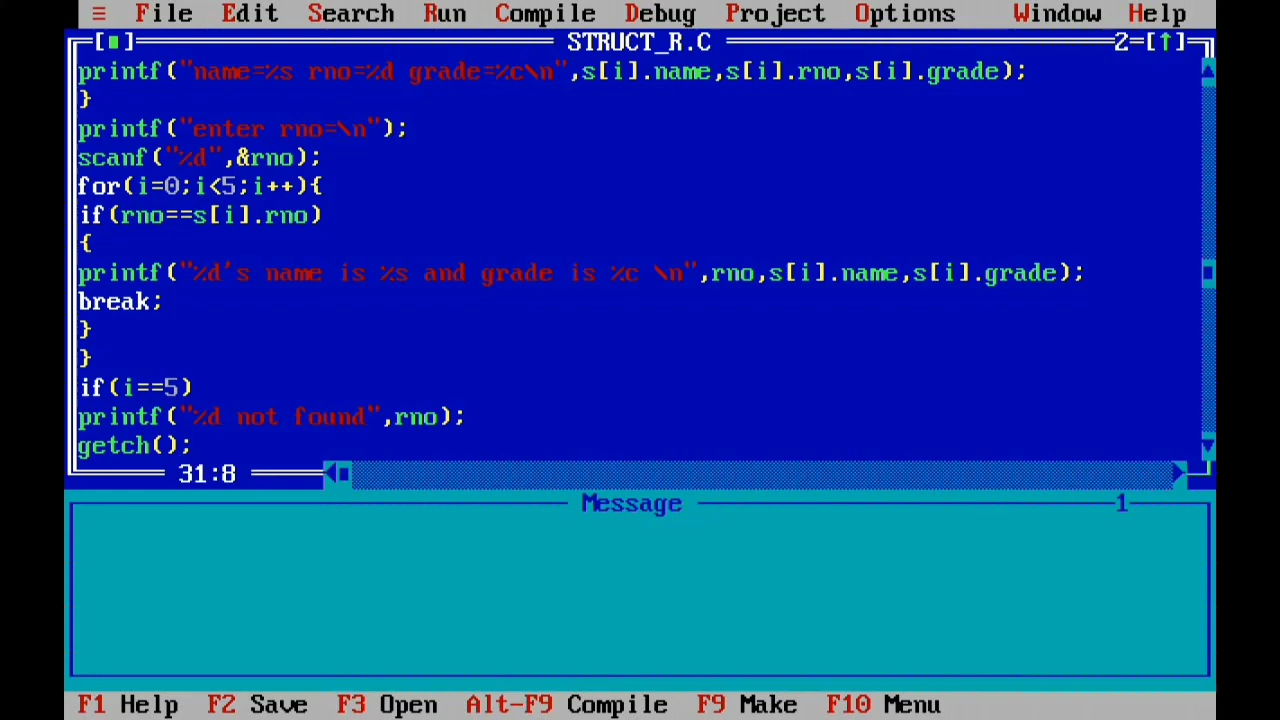 ≡ File Edit Search Run Compile Debug Project Options Window Help
[■] STRUCT_R.C 2=[↑]
printf("name=%s rno=%d grade=%c\n",s[i].name,s[i].rno,s[i].grade);
}
printf("enter rno=\n");
scanf("%d",&rno);
for(i=0;i<5;i++){
if(rno==s[i].rno)
{
printf("%d's name is %s and grade is %c \n",rno,s[i].name,s[i].grade);
break;
}
}
if(i==5)
printf("%d not found",rno);
getch();
31:8
Message 1
F1 Help F2 Save F3 Open Alt-F9 Compile F9 Make F10 Menu